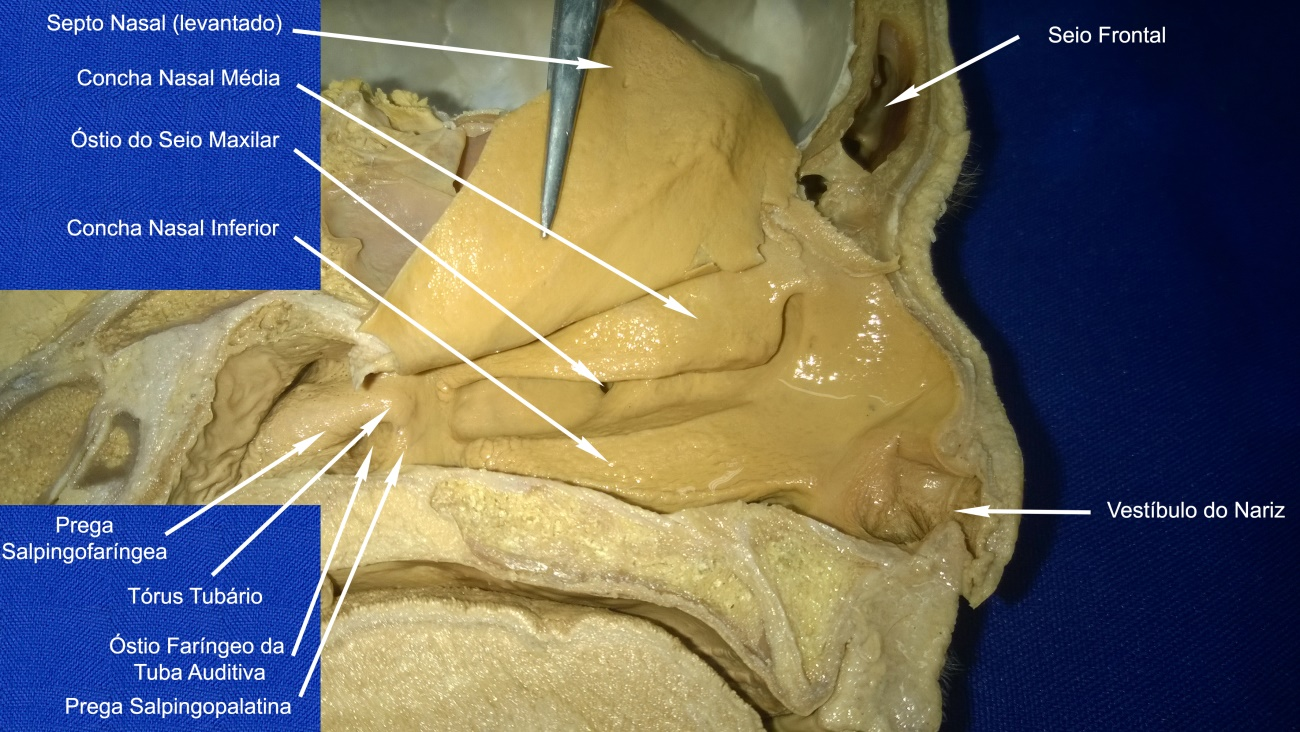 Septo Nasal (levantado)
Concha Nasal Média
Óstio do Seio Maxilar
Concha Nasal Inferior
Seio Frontal
Vestíbulo do Nariz
Prega
Salpingofaríngea
Tórus Tubário
Óstio Faríngeo da
Tuba Auditiva
Prega Salpingopalatina